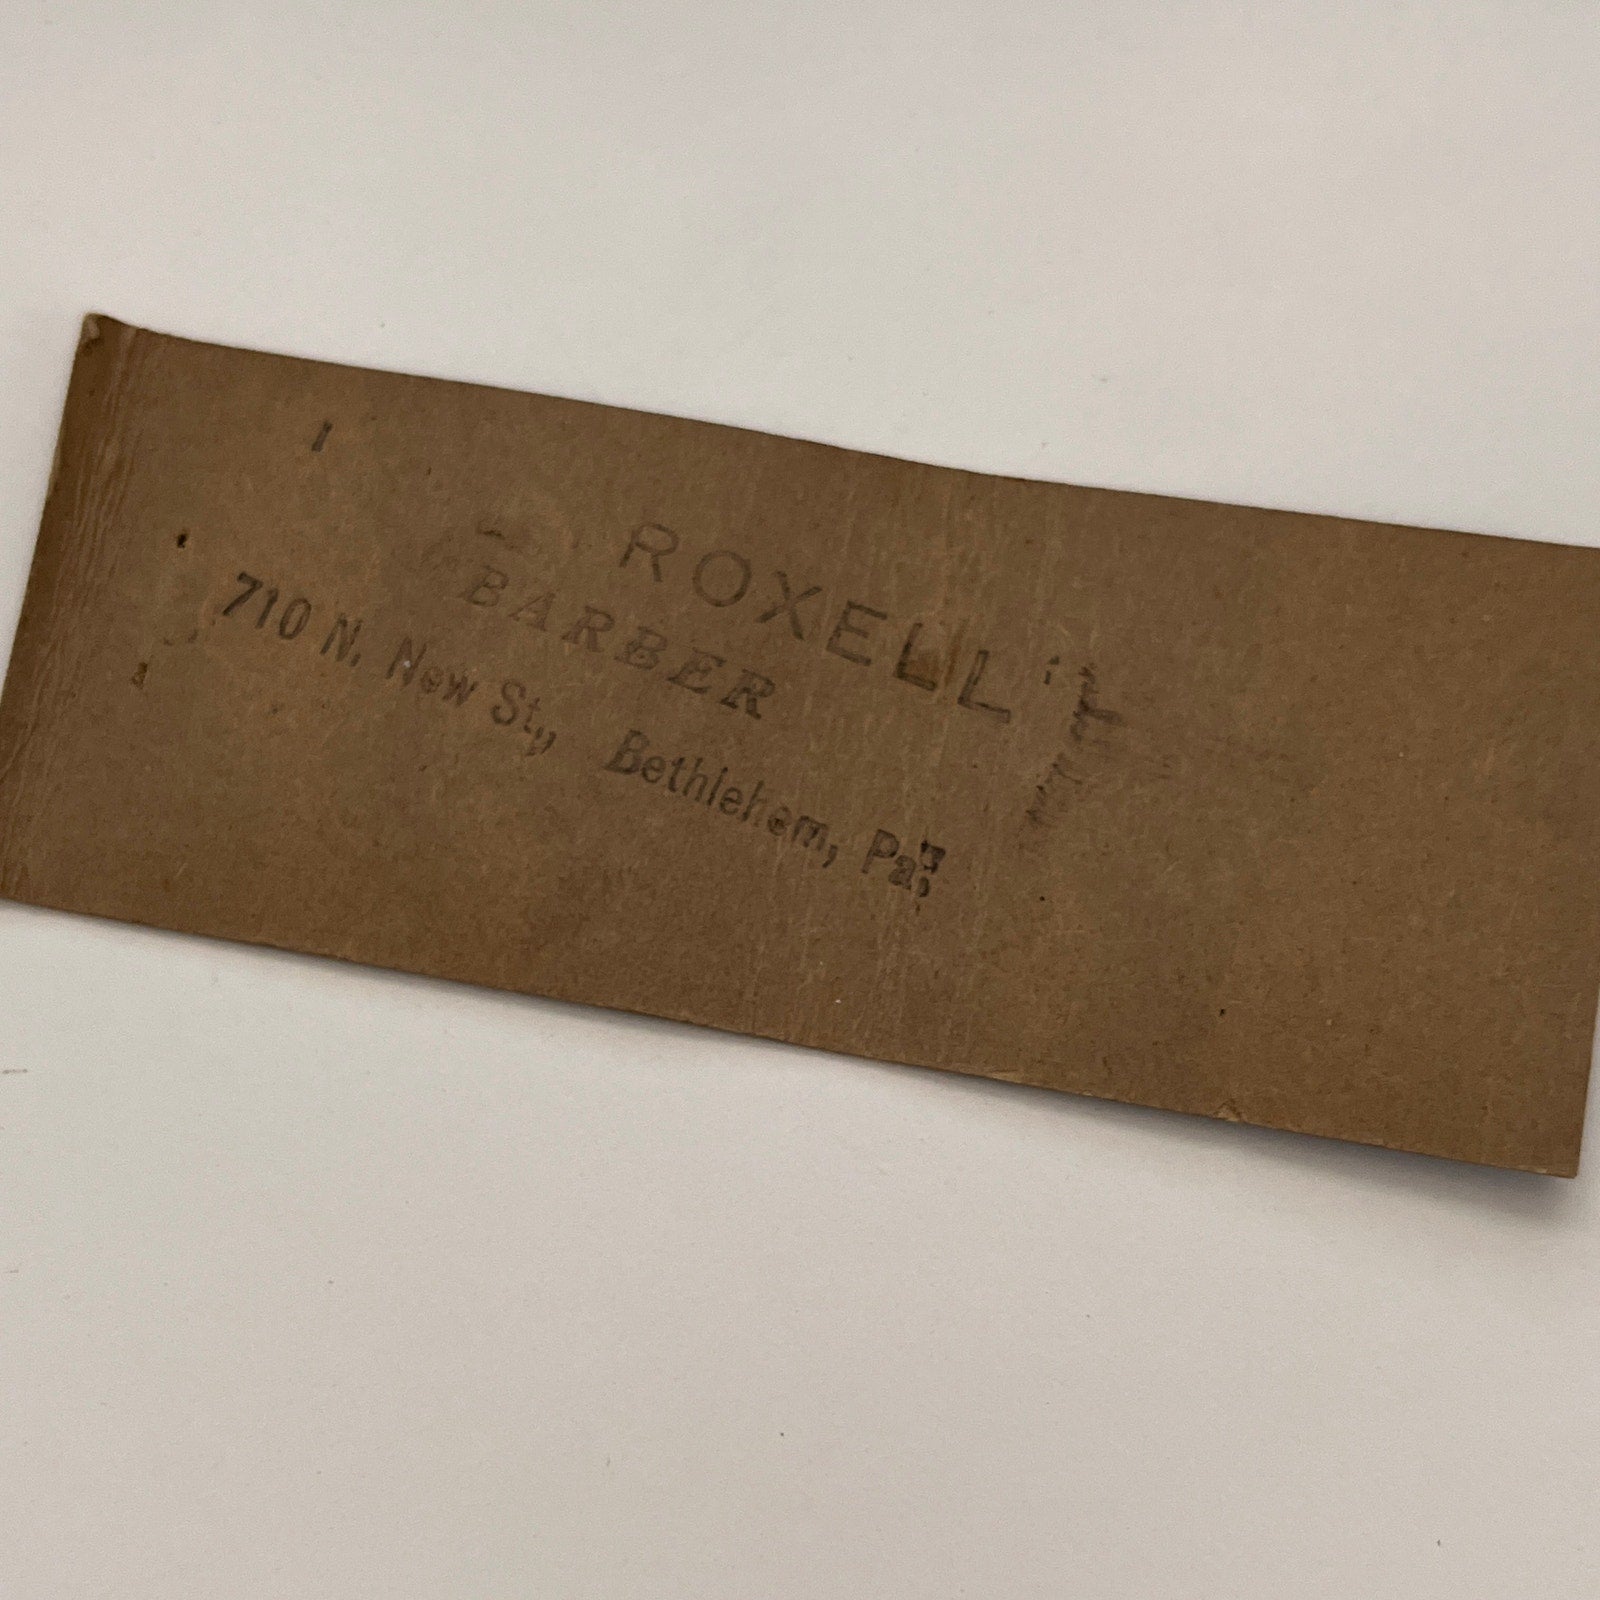 ROXELL
BARBER
710 N. New St., Bethlehem, Pa.